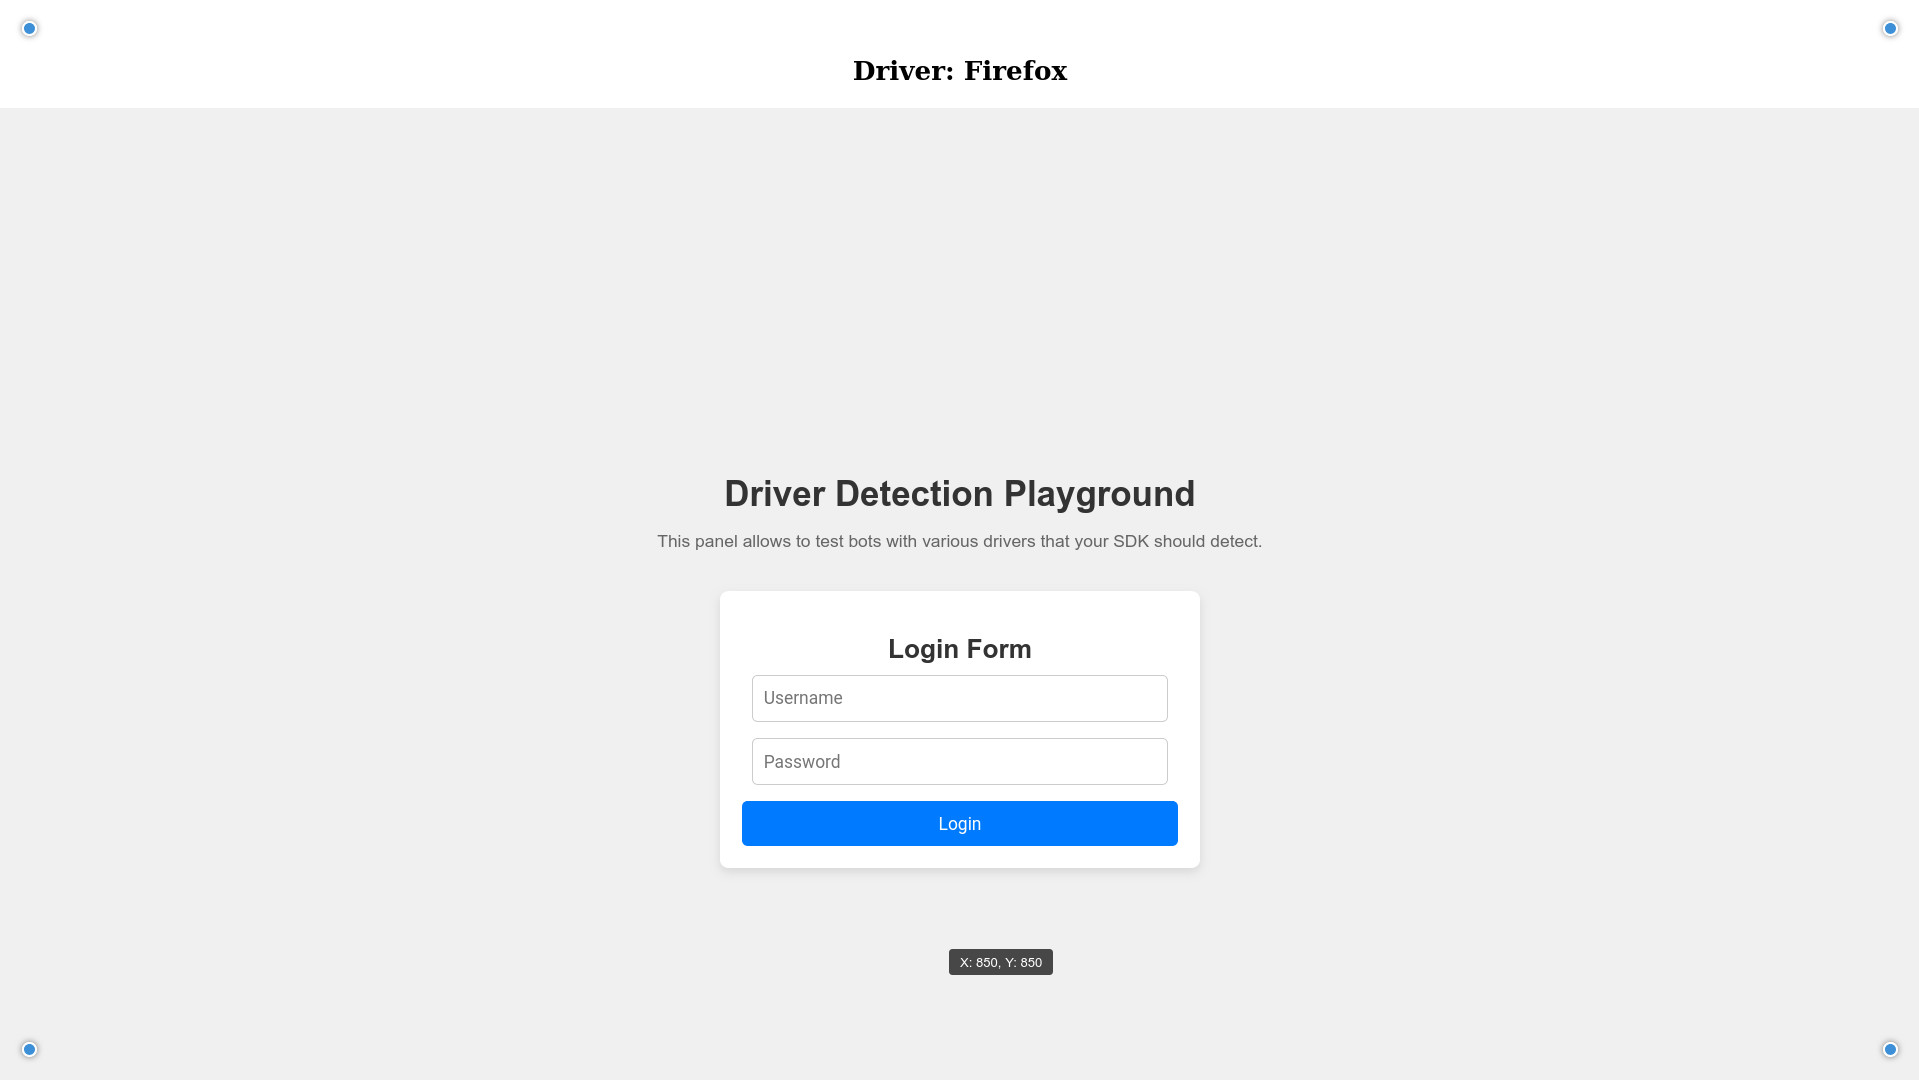 Driver: Firefox
Driver Detection Playground
This panel allows to test bots with various drivers that your SDK should detect.
Login Form
Username
Password
Login
X: 850, Y: 850